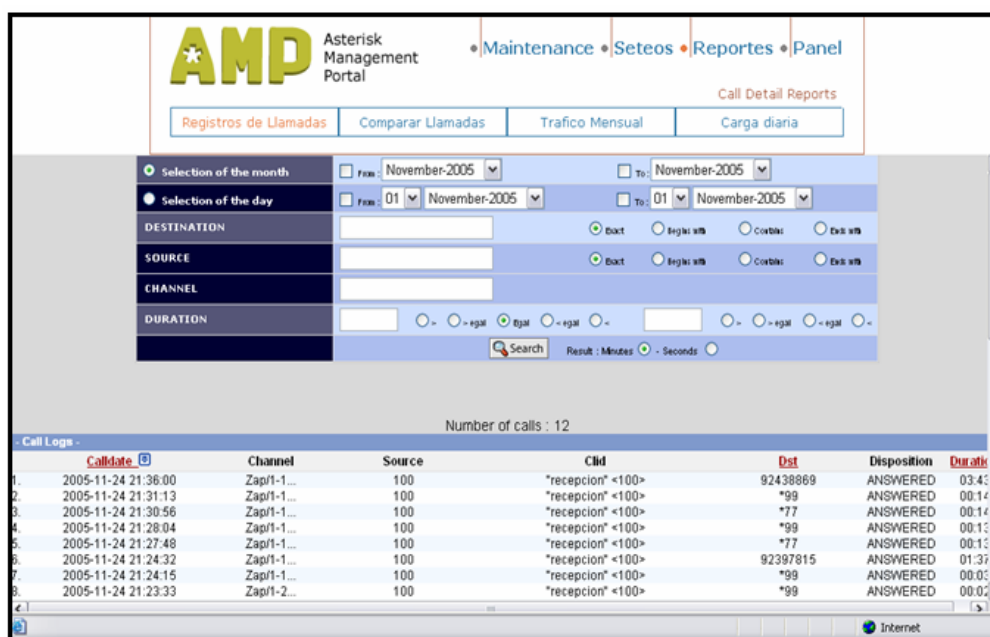 AMP
Asterisk
Management
Portal
Maintenance Seteos Reportes Panel
Call Detail Reports
Registros de Llamadas Comparar Llamadas Trafico Mensual Carga diaria
Selection of the month From : November-2005 To : November-2005
Selection of the day From : 01 November-2005 To : 01 November-2005
DESTINATION Exact Begins with Contains Ends with
SOURCE Exact Begins with Contains Ends with
CHANNEL
DURATION > > egal Egal < egal < > > egal < egal <
Search Result : Minutes - Seconds
Number of calls : 12
- Call Logs -
Calldate Channel Source Clid Dst Disposition
1. 2005-11-24 21:36:00 Zap/1-1... 100 "recepcion" <100> 92438869 ANSWERED 03:43
2. 2005-11-24 21:31:13 Zap/1-1... 100 "recepcion" <100> *99 ANSWERED 00:14
3. 2005-11-24 21:30:56 Zap/1-1... 100 "recepcion" <100> *77 ANSWERED 00:14
4. 2005-11-24 21:28:04 Zap/1-1... 100 "recepcion" <100> *99 ANSWERED 00:13
5. 2005-11-24 21:27:48 Zap/1-1... 100 "recepcion" <100> *77 ANSWERED 00:13
6. 2005-11-24 21:24:32 Zap/1-1... 100 "recepcion" <100> 92397815 ANSWERED 01:37
7. 2005-11-24 21:24:15 Zap/1-1... 100 "recepcion" <100> *99 ANSWERED 00:03
8. 2005-11-24 21:23:33 Zap/1-2... 100 "recepcion" <100> *99 ANSWERED 00:02
Internet